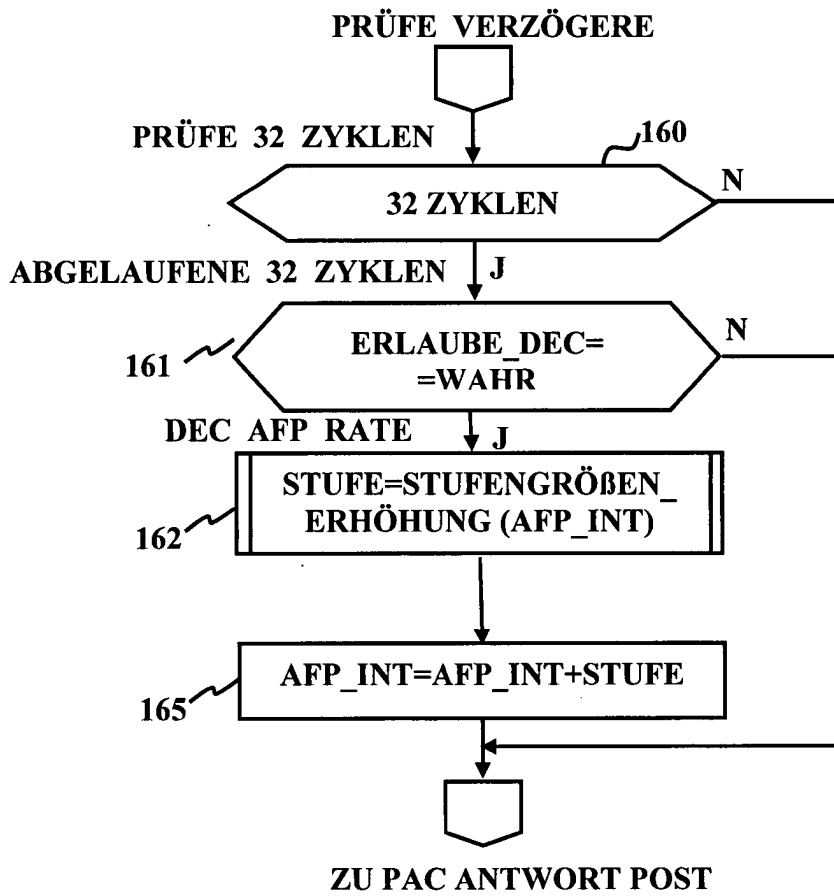 PRÜFE VERZÖGERE
PRÜFE 32 ZYKLEN
160
32 ZYKLEN
N
ABGELAUFENE 32 ZYKLEN
J
161
ERLAUBE_DEC=
=WAHR
N
DEC AFP RATE
J
162
STUFE=STUFENGRÖßEN_
ERHÖHUNG (AFP_INT)
165
AFP_INT=AFP_INT+STUFE
ZU PAC ANTWORT POST